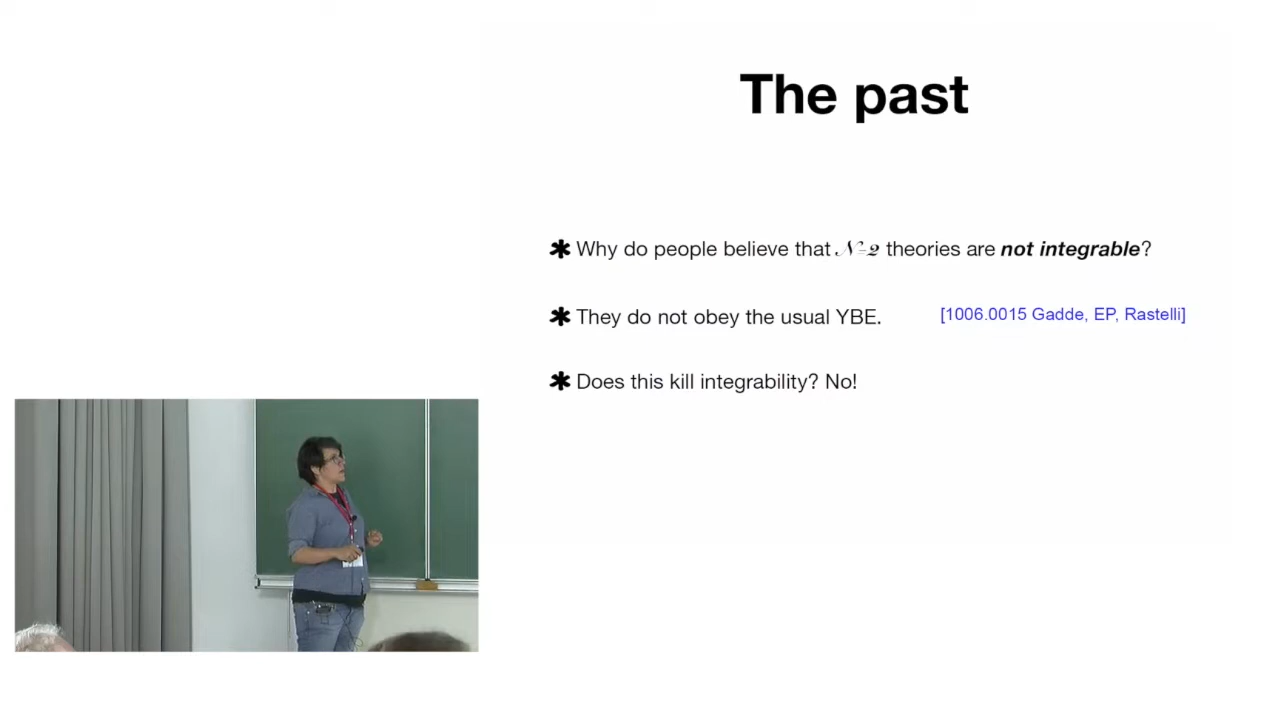 The past
✱ Why do people believe that 𝒩=2 theories are not integrable?
✱ They do not obey the usual YBE. [1006.0015 Gadde, EP, Rastelli]
✱ Does this kill integrability? No!